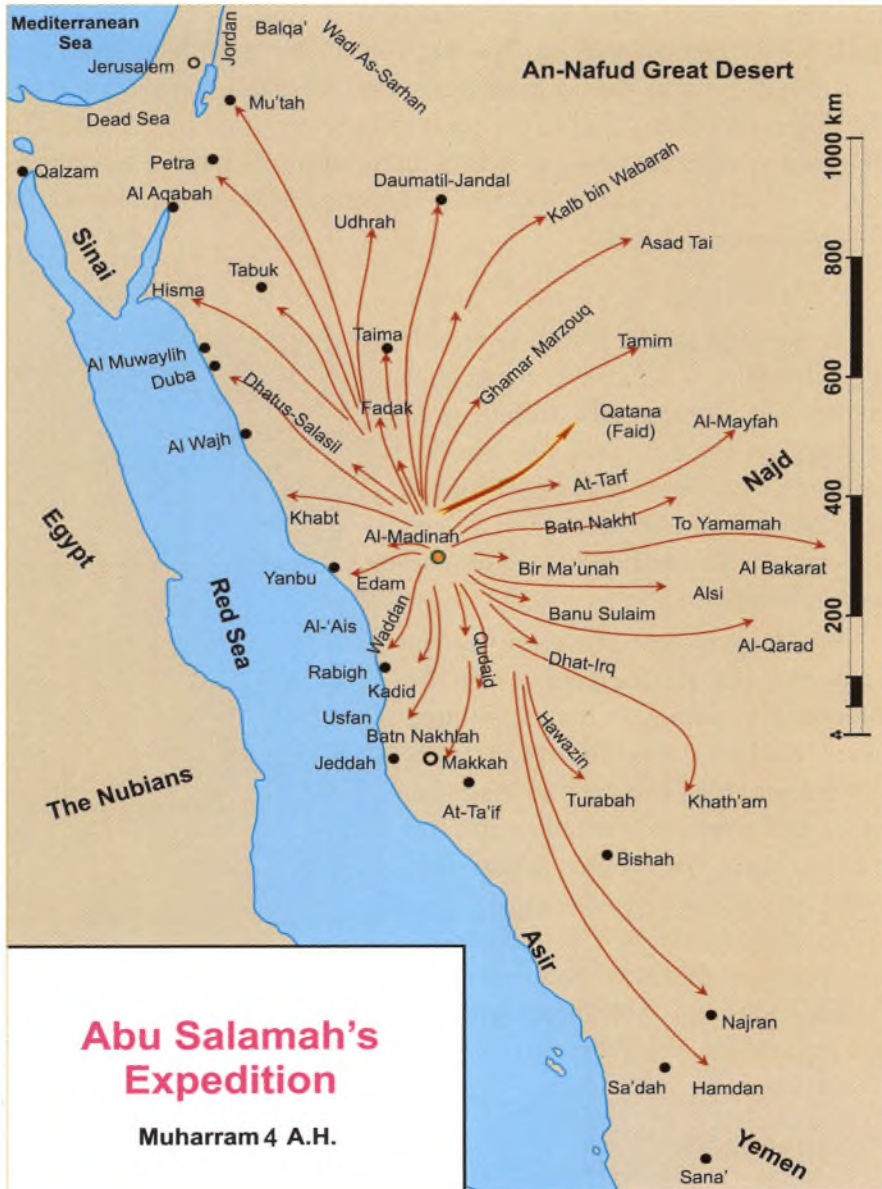 Mediterranean
Sea
Jordan
Balqa'
Wadi As-Sarhan
Jerusalem
An-Nafud Great Desert
Mu'tah
Dead Sea
1000 km
Petra
Qalzam
Daumatil-Jandal
Kalb bin Wabarah
Al Aqabah
Udhrah
Asad Tai
Sinai
800
Tabuk
Hisma
Taima
Ghamar Marzouq
Tamim
Al Muwaylih
Duba
600
Dhatus-Salasil
Fadak
Qatana
(Faid)
Al-Mayfah
Al Wajh
Najd
At-Tarf
400
Egypt
Khabt
Batn Nakhl
To Yamamah
Al-Madinah
Yanbu
Edam
Bir Ma'unah
Al Bakarat
Red Sea
Alsi
Banu Sulaim
200
Al-'Ais
Waddan
Qudaid
Al-Qarad
Dhat-Irq
Rabigh
Kadid
Usfan
Hawazin
Batn Nakhlah
Jeddah
Makkah
The Nubians
At-Ta'if
Turabah
Khath'am
Bishah
Asir
Najran
Abu Salamah's
Expedition
Sa'dah
Hamdan
Muharram 4 A.H.
Yemen
Sana'